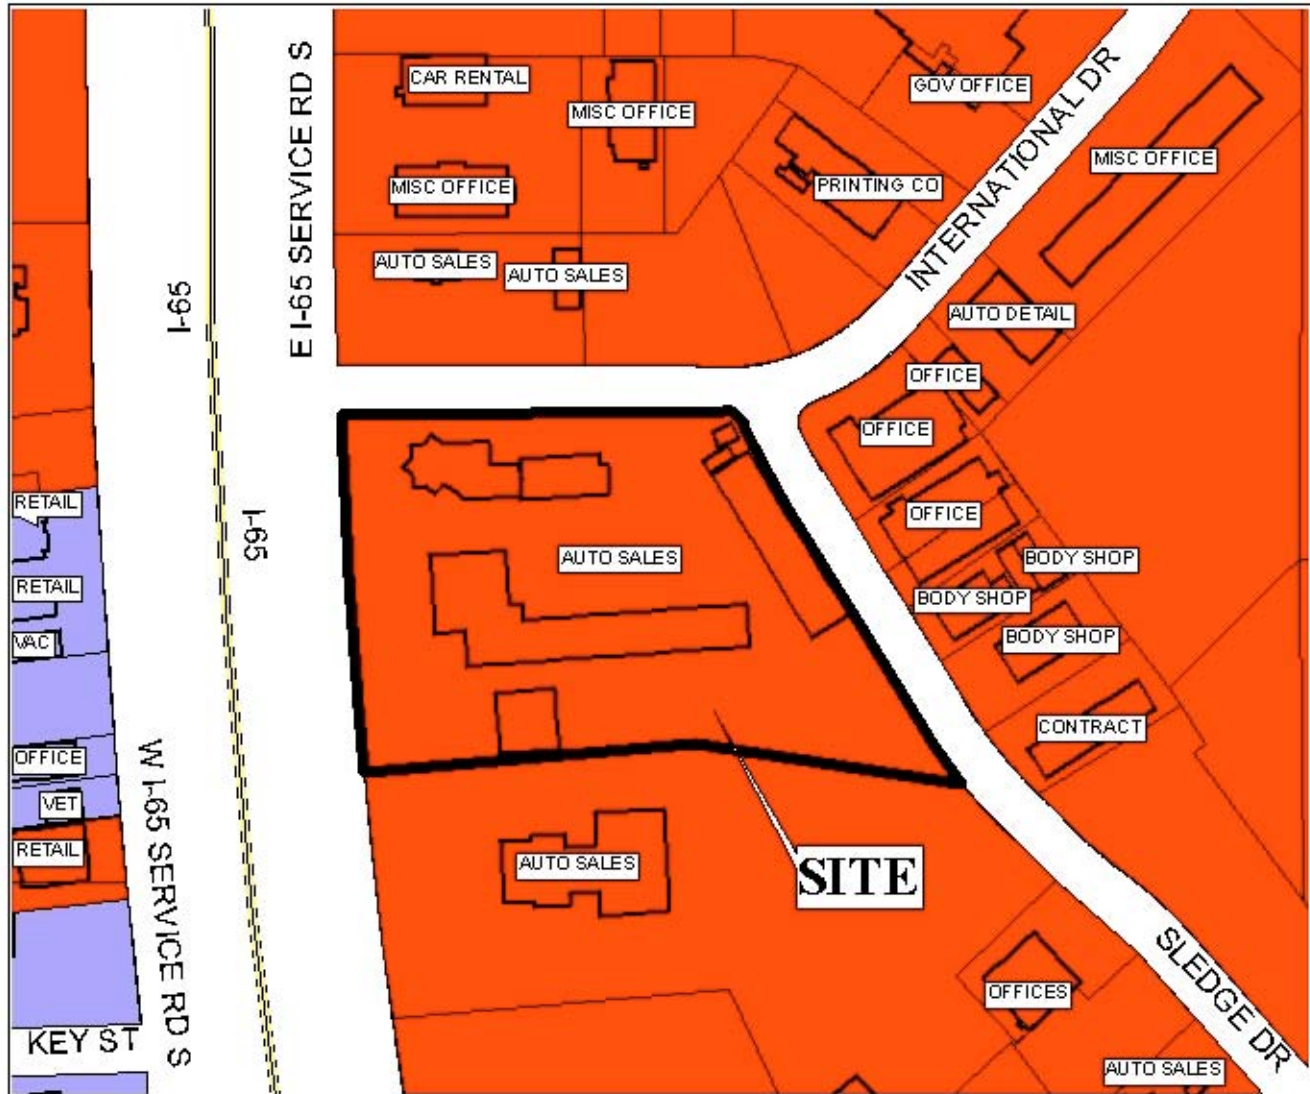 CAR RENTAL
GOV OFFICE
MISC OFFICE
MISC OFFICE
PRINTING CO
MISC OFFICE
INTERNATIONAL DR
E I-65 SERVICE RD S
AUTO SALES
AUTO SALES
I-65
AUTO DETAIL
OFFICE
OFFICE
RETAIL
I-65
OFFICE
AUTO SALES
BODY SHOP
RETAIL
BODY SHOP
VAC
BODY SHOP
CONTRACT
OFFICE
VET
W I-65 SERVICE RD S
RETAIL
AUTO SALES
SITE
OFFICES
SLEDGE DR
KEY ST
AUTO SALES